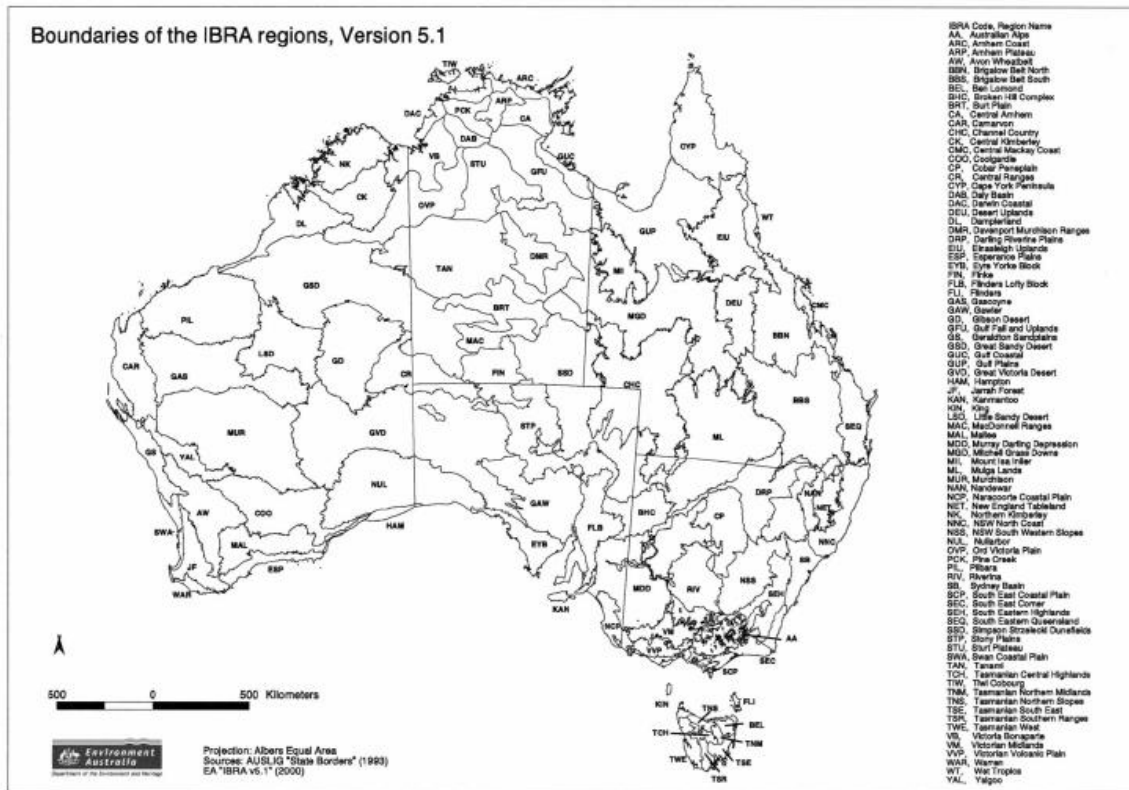 Boundaries of the IBRA regions, Version 5.1
IBRA Code, Region Name
AA, Australian Alps
ARC, Arnhem Coast
ARP, Arnhem Plateau
AW, Avon Wheatbelt
BBN, Brigalow Belt North
BBS, Brigalow Belt South
BEL, Ben Lomond
BHC, Broken Hill Complex
BRT, Burt Plain
CA, Central Arnhem
CAR, Carnarvon
CHC, Channel Country
CK, Central Kimberley
CMC, Central Mackay Coast
COO, Coolgardie
CP, Cobar Peneplain
CR, Central Ranges
CYP, Cape York Peninsula
DAB, Daly Basin
DAC, Darwin Coastal
DEU, Desert Uplands
DL, Dampierland
DMR, Davenport Murchison Ranges
DRP, Darling Riverine Plains
EIU, Einasleigh Uplands
ESP, Esperance Plains
EYB, Eyre Yorke Block
FIN, Finke
FLB, Flinders Lofty Block
FLI, Flinders
GAS, Gascoyne
GAW, Gawler
GD, Gibson Desert
GFU, Gulf Fall and Uplands
GS, Geraldton Sandplains
GSD, Great Sandy Desert
GUC, Gulf Coastal
GUP, Gulf Plains
GVD, Great Victoria Desert
HAM, Hampton
JF, Jarrah Forest
KAN, Kanmantoo
KIN, King
LSD, Little Sandy Desert
MAC, MacDonnell Ranges
MAL, Mallee
MDD, Murray Darling Depression
MGD, Mitchell Grass Downs
MII, Mount Isa Inlier
ML, Mulga Lands
MUR, Murchison
NAN, Nandewar
NCP, Naracoorte Coastal Plain
NET, New England Tableland
NK, Northern Kimberley
NNC, NSW North Coast
NSS, NSW South Western Slopes
NUL, Nullarbor
OVP, Ord Victoria Plain
PCK, Pine Creek
PIL, Pilbara
RIV, Riverina
SB, Sydney Basin
SCP, South East Coastal Plain
SEC, South East Corner
SEH, South Eastern Highlands
SEQ, South Eastern Queensland
SSD, Simpson Strzelecki Dunefields
STP, Stony Plains
STU, Sturt Plateau
SWA, Swan Coastal Plain
TAN, Tanami
TCH, Tasmanian Central Highlands
TIW, Tiwi Cobourg
TNM, Tasmanian Northern Midlands
TNS, Tasmanian Northern Slopes
TSE, Tasmanian South East
TSR, Tasmanian Southern Ranges
TWE, Tasmanian West
VB, Victoria Bonaparte
VM, Victorian Midlands
VVP, Victorian Volcanic Plain
WAR, Warren
WT, Wet Tropics
YAL, Yalgoo
TIW
ARC
DAC
PCK
ARP
CA
DAB
VB
STU
GUC
GFU
CYP
NK
CK
OVP
WT
DL
GUP
EIU
TAN
DMR
MII
GSD
BRT
MGD
DEU
CMC
PIL
BBN
MAC
LSD
GD
CAR
GAS
CR
FIN
SSD
CHC
BBS
MUR
GVD
STP
ML
SEQ
GS
YAL
NUL
GAW
DRP
NAN
NET
AW
COO
BHC
CP
SWA
HAM
FLB
NNC
MAL
EYB
SB
JF
ESP
NSS
WAR
KAN
MDD
RIV
SEH
NCP
VM
AA
VVP
SEC
SCP
KIN
TNS
FLI
BEL
TCH
TNM
TWE
TSE
TSR
500 0 500 Kilometers
Environment
Australia
Department of the Environment and Heritage
Projection: Albers Equal Area
Sources: AUSLIG "State Borders" (1993)
EA "IBRA v5.1" (2000)